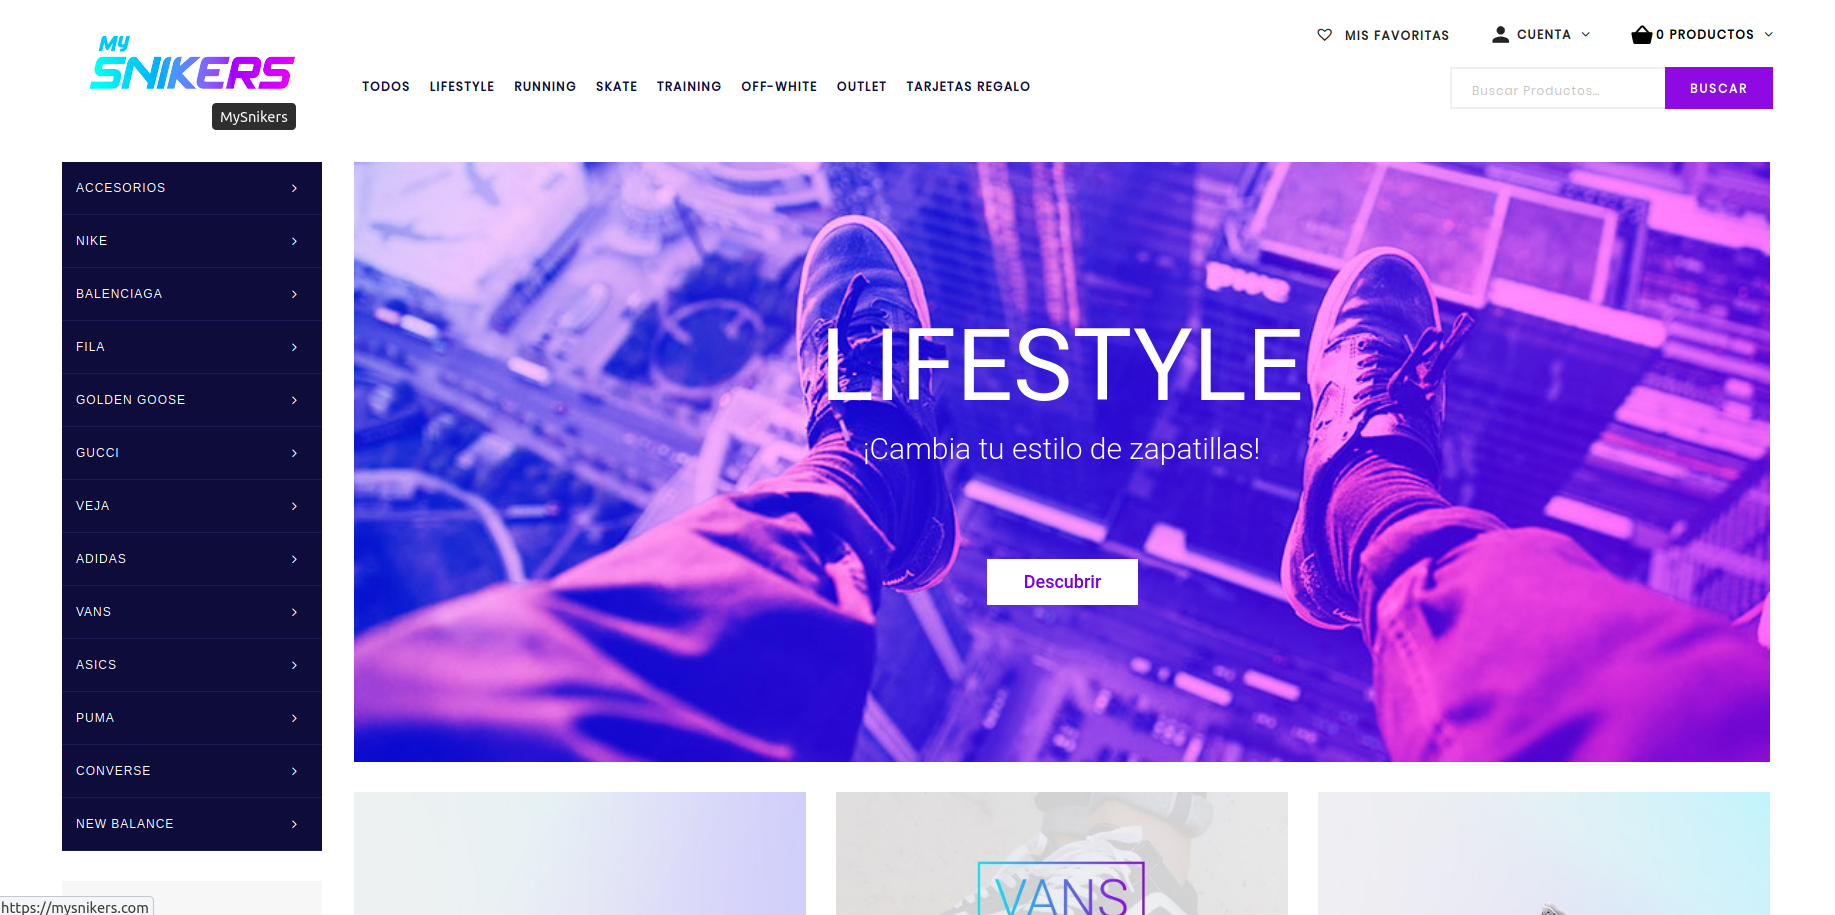 MY
SNIKERS
MySnikers
MIS FAVORITAS
CUENTA
0 PRODUCTOS
TODOS LIFESTYLE RUNNING SKATE TRAINING OFF-WHITE OUTLET TARJETAS REGALO
Buscar Productos...
BUSCAR
ACCESORIOS
NIKE
BALENCIAGA
FILA
GOLDEN GOOSE
GUCCI
VEJA
ADIDAS
VANS
ASICS
PUMA
CONVERSE
NEW BALANCE
LIFESTYLE
¡Cambia tu estilo de zapatillas!
Descubrir
VANS
https://mysnikers.com